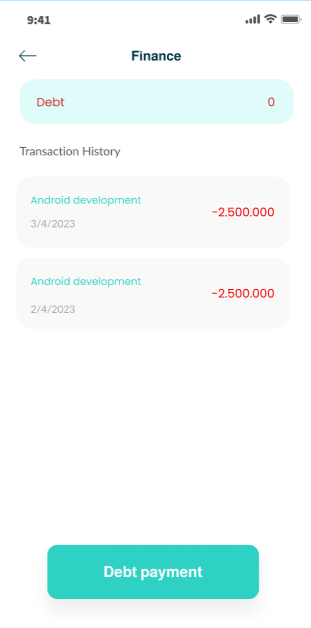 9:41
Finance
Debt 0
Transaction History
Android development
-2.500.000
3/4/2023
Android development
-2.500.000
2/4/2023
Debt payment